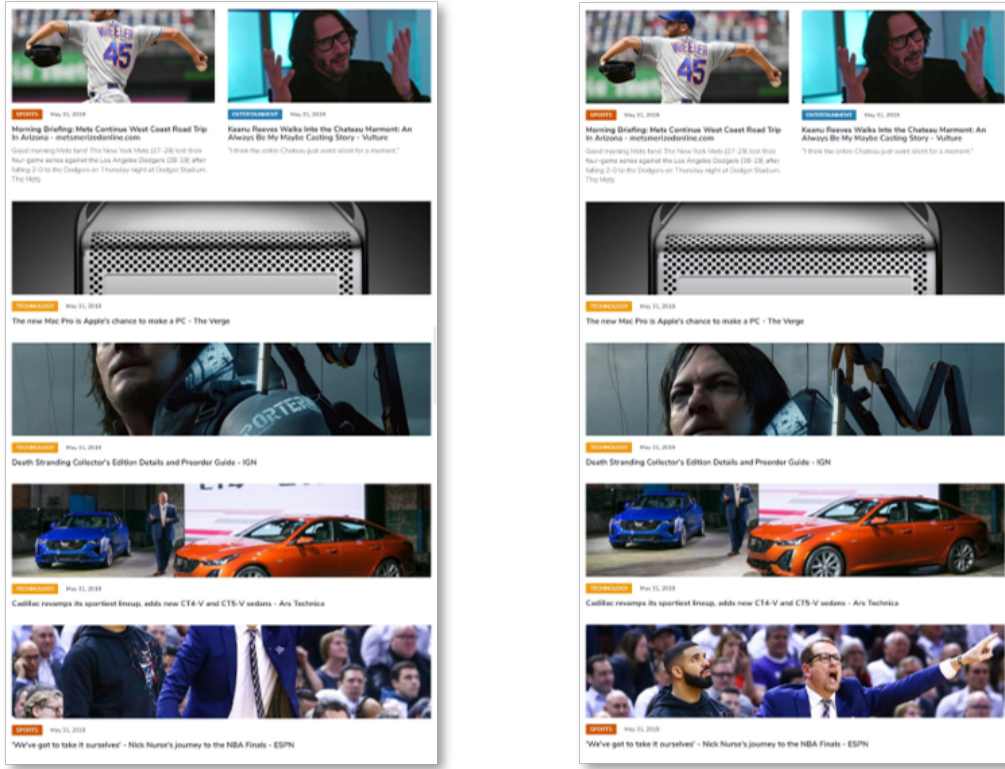 WHEELER
45
SPORTS May 31, 2019
Morning Briefing: Mets Continue West Coast Road Trip
In Arizona - metsmerizedonline.com
Good morning Mets fans! The New York Mets (27-29) lost their
four-game series against the Los Angeles Dodgers (38-19) after
falling 2-0 to the Dodgers on Thursday night at Dodger Stadium.
The Mets
ENTERTAINMENT May 31, 2019
Keanu Reeves Walks Into the Chateau Marmont: An
Always Be My Maybe Casting Story - Vulture
"I think the entire Chateau just went silent for a moment."
TECHNOLOGY May 31, 2019
The new Mac Pro is Apple's chance to make a PC - The Verge
PORTER
TECHNOLOGY May 31, 2019
Death Stranding Collector's Edition Details and Preorder Guide - IGN
TECHNOLOGY May 31, 2019
Cadillac revamps its sportiest lineup, adds new CT4-V and CT5-V sedans - Ars Technica
SPORTS May 31, 2019
'We've got to take it ourselves' - Nick Nurse's journey to the NBA Finals - ESPN
WHEELER
45
SPORTS May 31, 2019
Morning Briefing: Mets Continue West Coast Road Trip
In Arizona - metsmerizedonline.com
Good morning Mets fans! The New York Mets (27-29) lost their
four-game series against the Los Angeles Dodgers (38-19) after
falling 2-0 to the Dodgers on Thursday night at Dodger Stadium.
The Mets
ENTERTAINMENT May 31, 2019
Keanu Reeves Walks Into the Chateau Marmont: An
Always Be My Maybe Casting Story - Vulture
"I think the entire Chateau just went silent for a moment."
TECHNOLOGY May 31, 2019
The new Mac Pro is Apple's chance to make a PC - The Verge
TECHNOLOGY May 31, 2019
Death Stranding Collector's Edition Details and Preorder Guide - IGN
TECHNOLOGY May 31, 2019
Cadillac revamps its sportiest lineup, adds new CT4-V and CT5-V sedans - Ars Technica
SPORTS May 31, 2019
'We've got to take it ourselves' - Nick Nurse's journey to the NBA Finals - ESPN